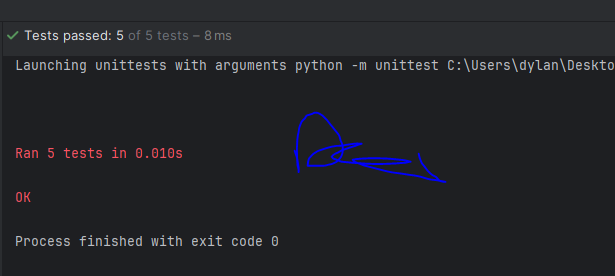 Tests passed: 5 of 5 tests – 8 ms
Launching unittests with arguments python -m unittest C:\Users\dylan\Deskto
Ran 5 tests in 0.010s
OK
Process finished with exit code 0